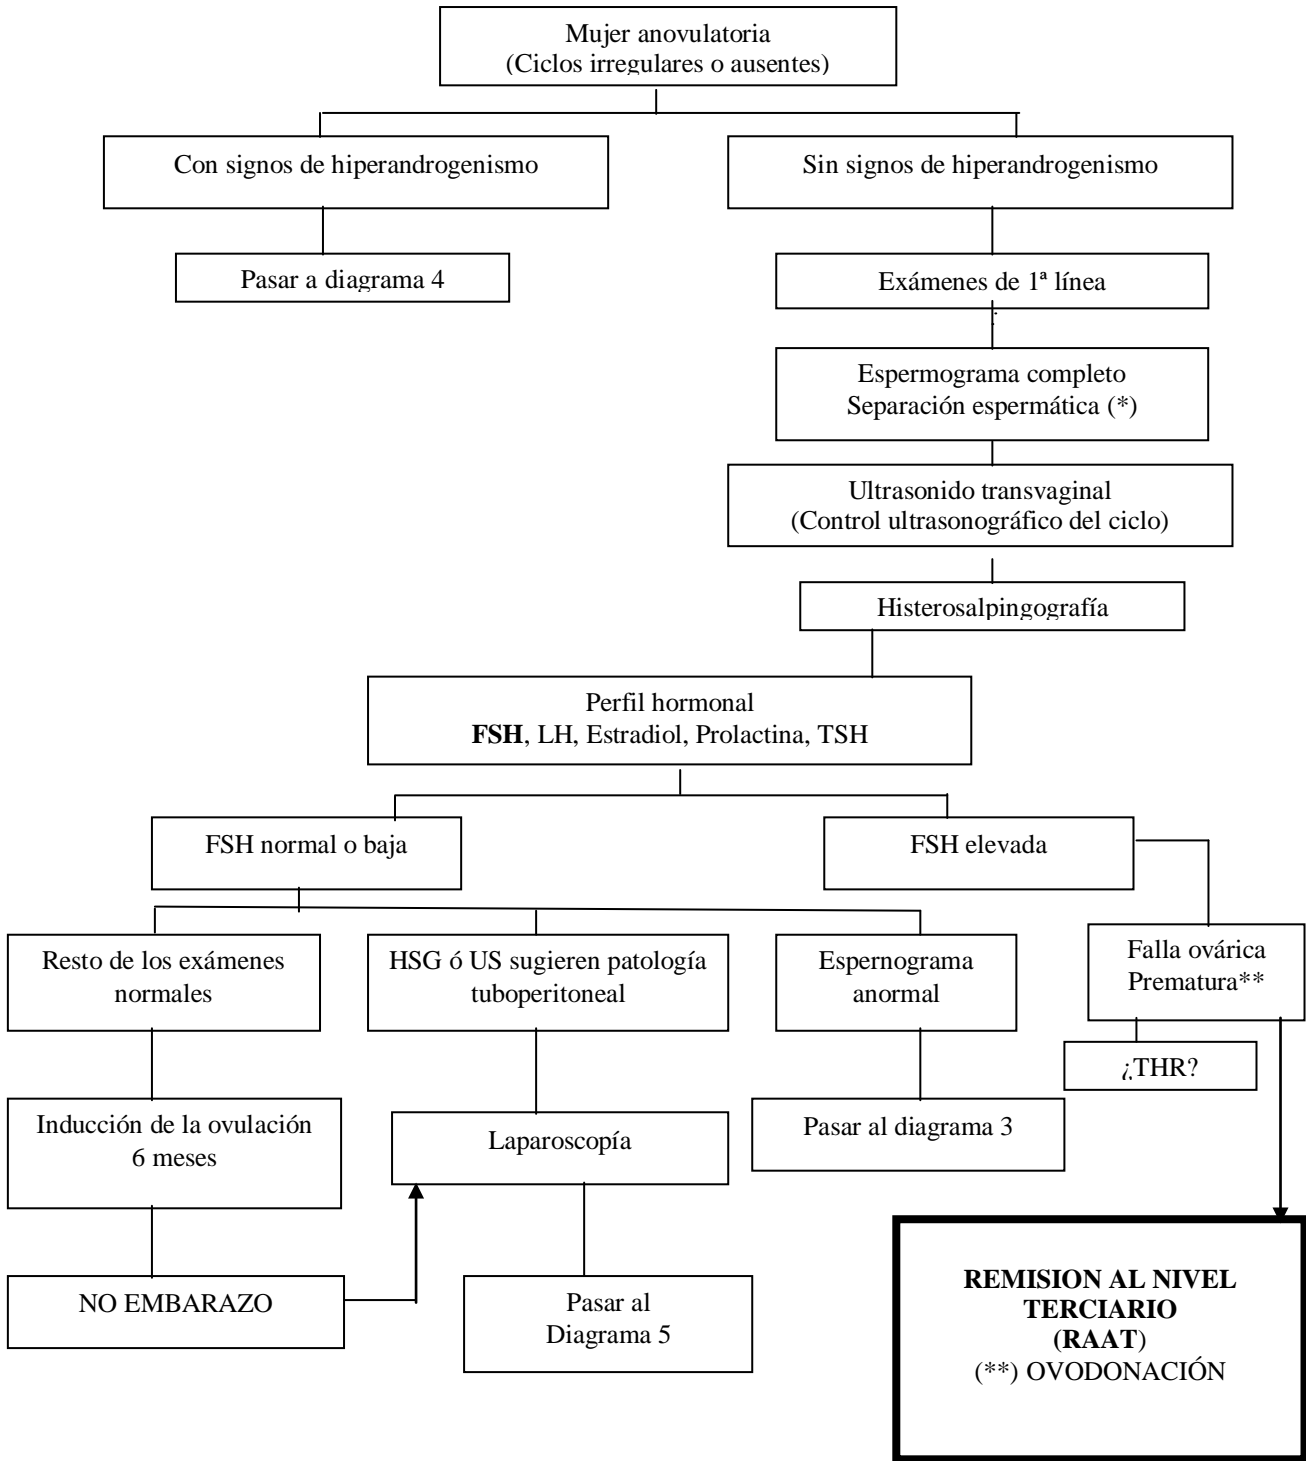 Mujer anovulatoria
(Ciclos irregulares o ausentes)
Con signos de hiperandrogenismo
Sin signos de hiperandrogenismo
Pasar a diagrama 4
Exámenes de 1ª línea
Espermograma completo
Separación espermática (*)
Ultrasonido transvaginal
(Control ultrasonográfico del ciclo)
Histerosalpingografía
Perfil hormonal
FSH, LH, Estradiol, Prolactina, TSH
FSH normal o baja
FSH elevada
Resto de los exámenes
normales
HSG ó US sugieren patología
tuboperitoneal
Espernograma
anormal
Falla ovárica
Prematura**
¿THR?
Inducción de la ovulación
6 meses
Laparoscopía
Pasar al diagrama 3
NO EMBARAZO
Pasar al
Diagrama 5
REMISION AL NIVEL
TERCIARIO
(RAAT)
(**) OVODONACIÓN